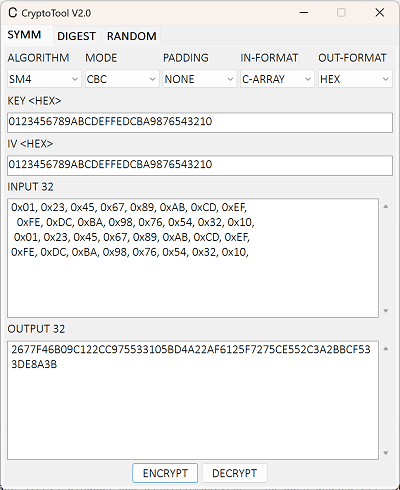 CryptoTool V2.0
SYMM DIGEST RANDOM
ALGORITHM MODE PADDING IN-FORMAT OUT-FORMAT
SM4 CBC NONE C-ARRAY HEX
KEY <HEX>
0123456789ABCDEFFEDCBA9876543210
IV <HEX>
0123456789ABCDEFFEDCBA9876543210
INPUT 32
0x01, 0x23, 0x45, 0x67, 0x89, 0xAB, 0xCD, 0xEF,
0xFE, 0xDC, 0xBA, 0x98, 0x76, 0x54, 0x32, 0x10,
0x01, 0x23, 0x45, 0x67, 0x89, 0xAB, 0xCD, 0xEF,
0xFE, 0xDC, 0xBA, 0x98, 0x76, 0x54, 0x32, 0x10,
OUTPUT 32
2677F46B09C122CC975533105BD4A22AF6125F7275CE552C3A2BBCF53
3DE8A3B
ENCRYPT DECRYPT